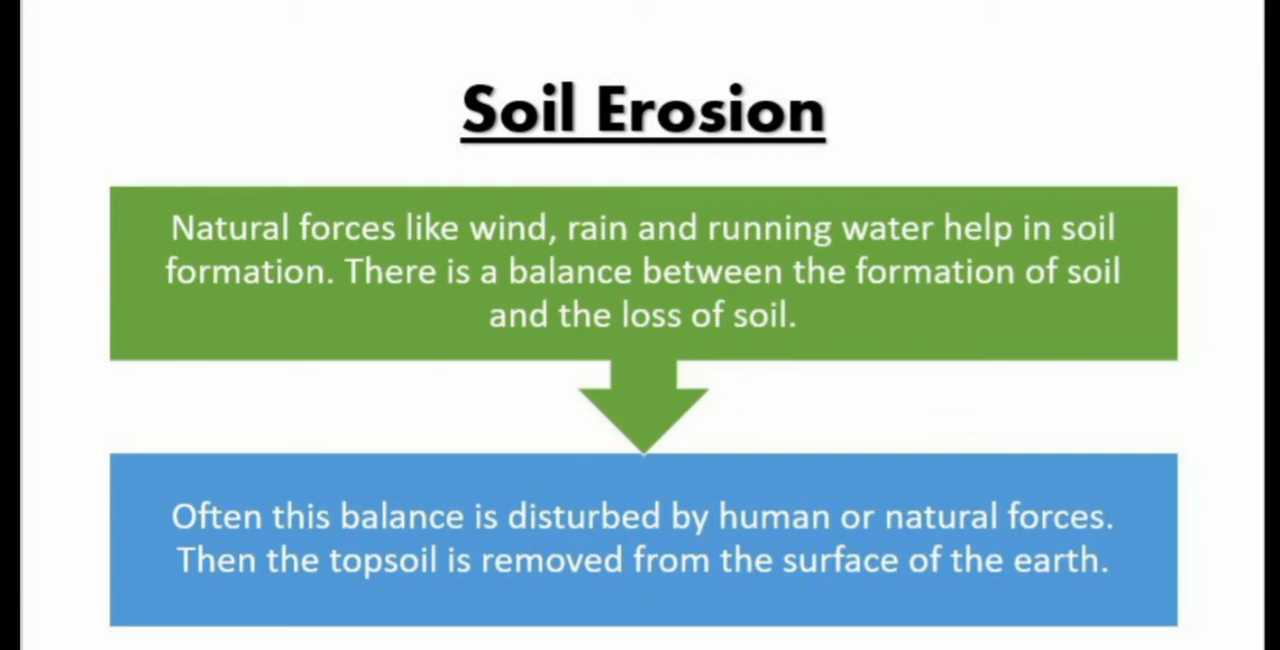 Soil Erosion
Natural forces like wind, rain and running water help in soil
formation. There is a balance between the formation of soil
and the loss of soil.
Often this balance is disturbed by human or natural forces.
Then the topsoil is removed from the surface of the earth.